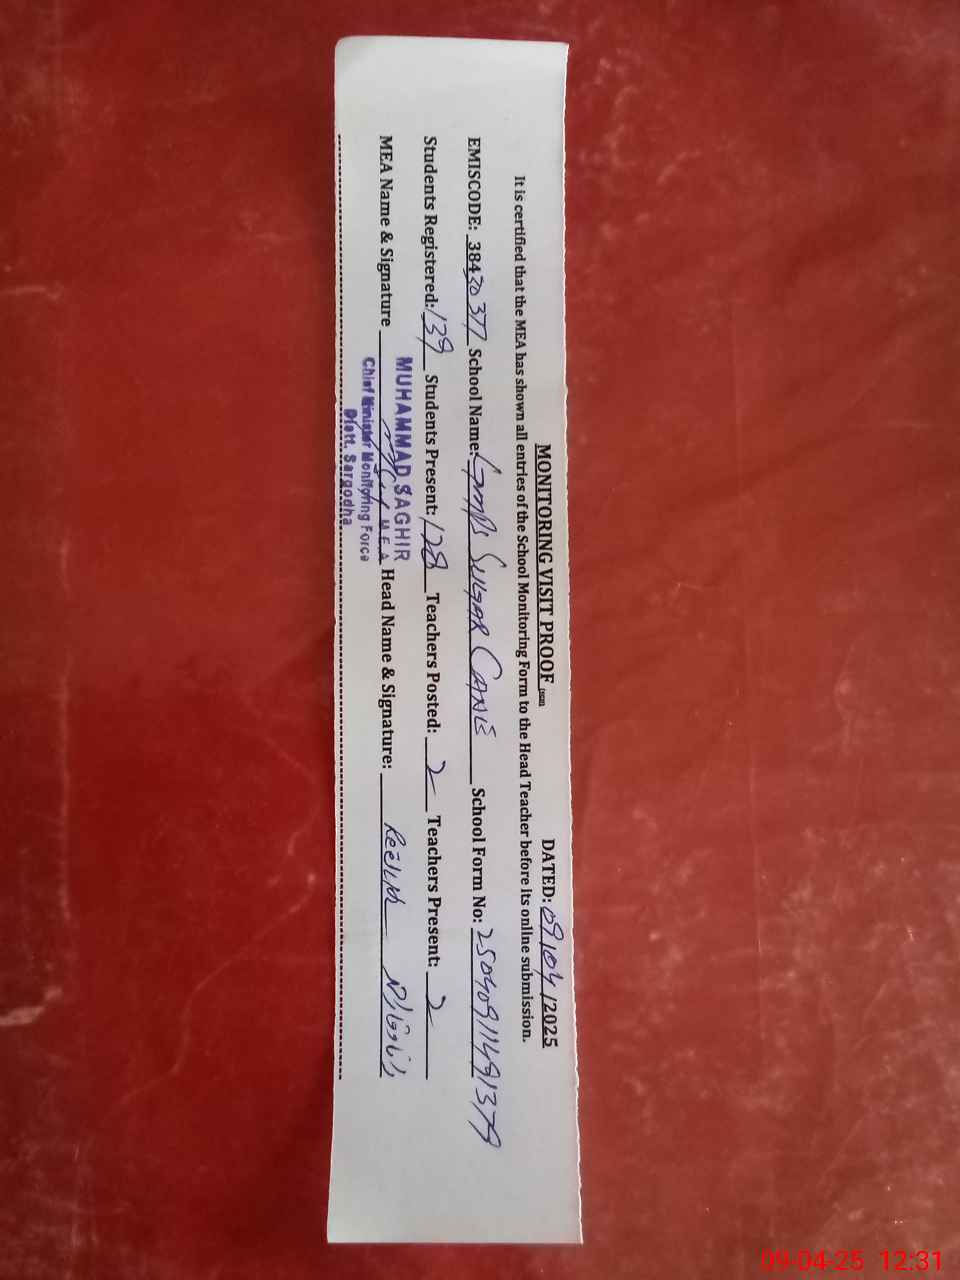 MONITORING VISIT PROOF DATED: 09/04/2025
It is certified that the MEA has shown all entries of the School Monitoring Form to the Head Teacher before its online submission.
EMISCODE: 38430377 School Name: GMPS SUGAR CANE School Form No:
Students Registered: 139 Students Present: 128 Teachers Posted: 2 Teachers Present: 2
MEA Name & Signature Head Name & Signature:
MUHAMMAD SAGHIR
M E A
Chief Minister Monitoring Force
Distt. Sargodha
09-04-25 12:31